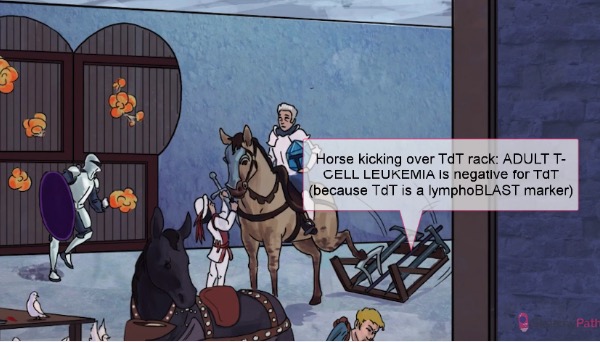 Horse kicking over TdT rack: ADULT T-
CELL LEUKEMIA is negative for TdT
(because TdT is a lymphoBLAST marker)
Path